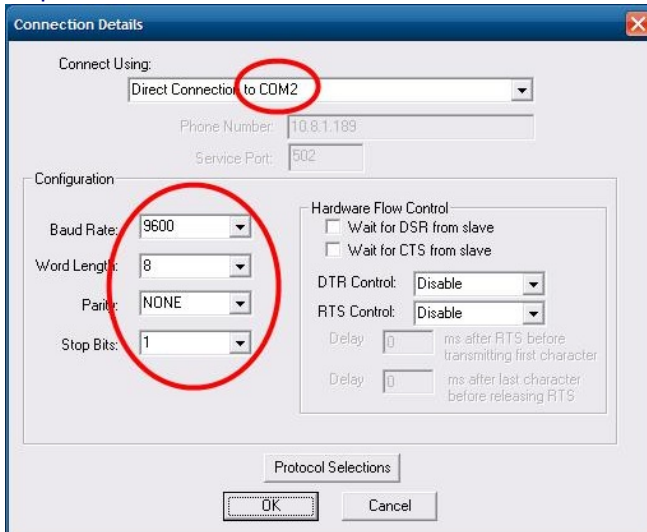 Connection Details
Connect Using:
Direct Connection to COM2
Phone Number: 10.8.1.189
Service Port: 502
Configuration
Baud Rate: 9600
Word Length: 8
Parity: NONE
Stop Bits: 1
Hardware Flow Control
Wait for DSR from slave
Wait for CTS from slave
DTR Control: Disable
RTS Control: Disable
Delay 0 ms after RTS before
transmitting first character
Delay 0 ms after last character
before releasing RTS
Protocol Selections
OK Cancel